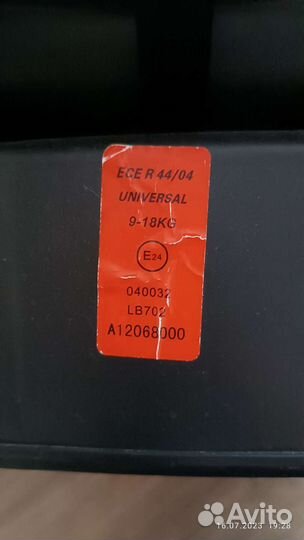 ECE R 44/04
UNIVERSAL
9-18KG
E24
040032
LB702
A12068000
Avito
16.07.2023 19:28